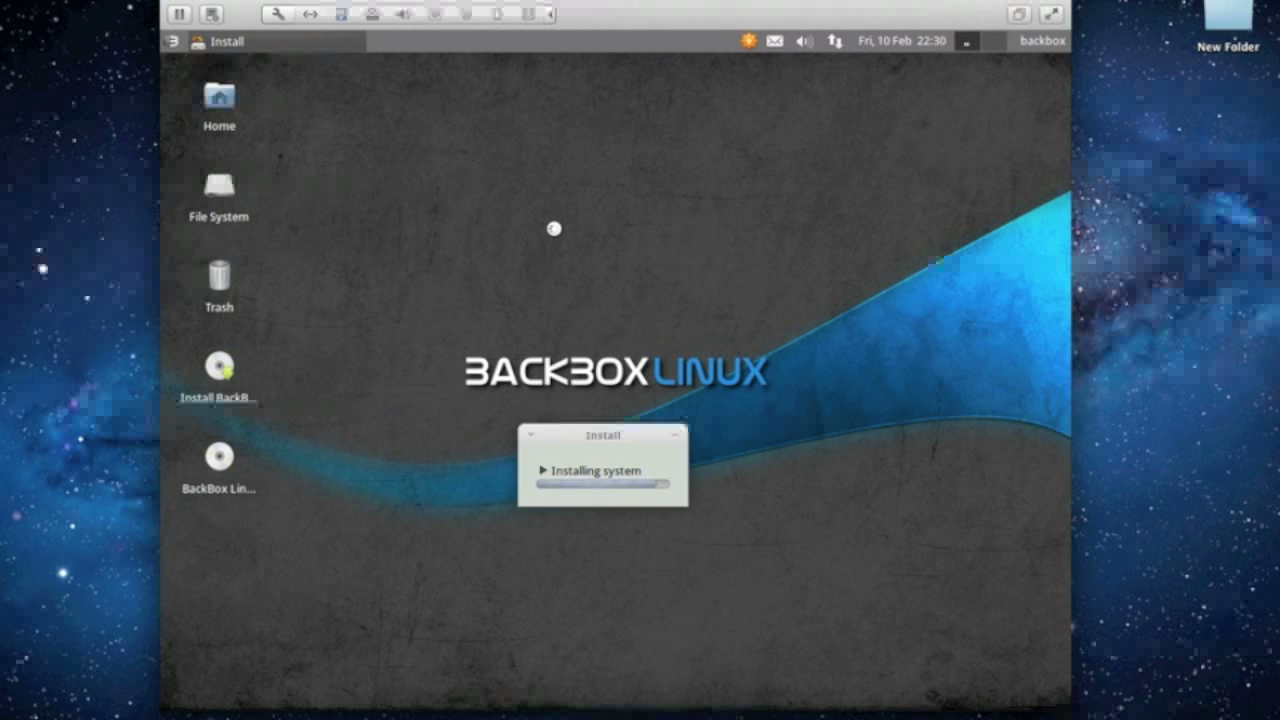 Install
Fri, 10 Feb 22:30
backbox
New Folder
Home
File System
Trash
Install BackB...
BackBox Lin...
BACKBOX LINUX
Install
Installing system